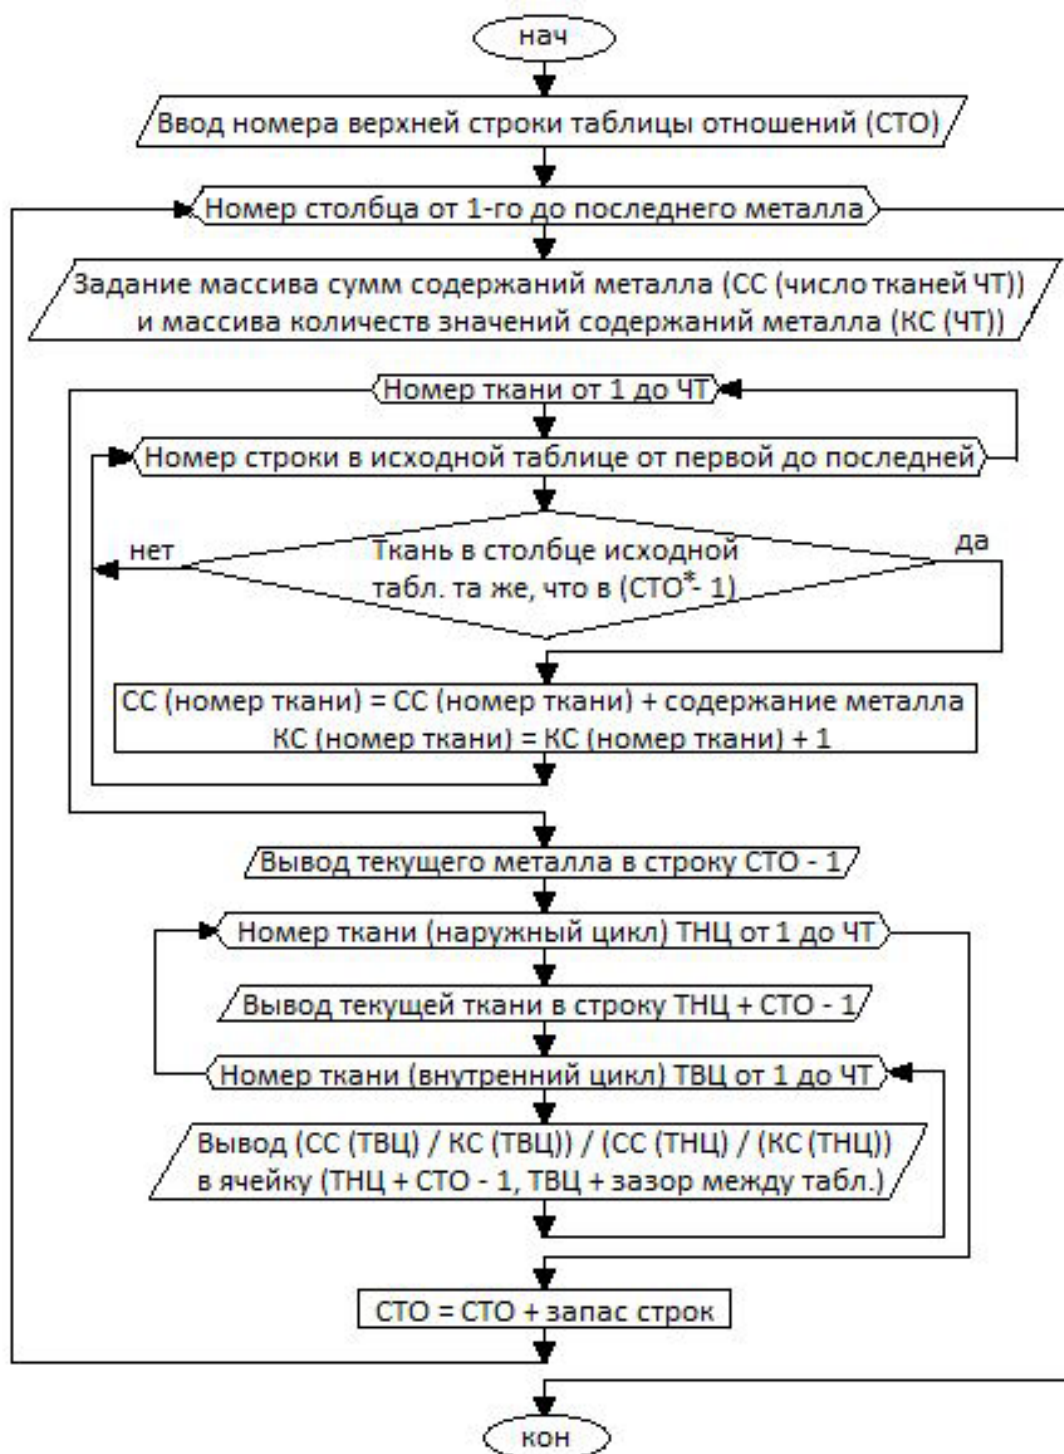 нач
Ввод номера верхней строки таблицы отношений (СТО)
Номер столбца от 1-го до последнего металла
Задание массива сумм содержаний металла (СС (число тканей ЧТ))
и массива количеств значений содержаний металла (КС (ЧТ))
Номер ткани от 1 до ЧТ
Номер строки в исходной таблице от первой до последней
нет
Ткань в столбце исходной
да
табл. та же, что в (СТО*- 1)
СС (номер ткани) = СС (номер ткани) + содержание металла
КС (номер ткани) = КС (номер ткани) + 1
Вывод текущего металла в строку СТО - 1
Номер ткани (наружный цикл) ТНЦ от 1 до ЧТ
Вывод текущей ткани в строку ТНЦ + СТО - 1
Номер ткани (внутренний цикл) ТВЦ от 1 до ЧТ
Вывод (СС (ТВЦ) / КС (ТВЦ)) / (СС (ТНЦ) / (КС (ТНЦ))
в ячейку (ТНЦ + СТО - 1, ТВЦ + зазор между табл.)
СТО = СТО + запас строк
кон